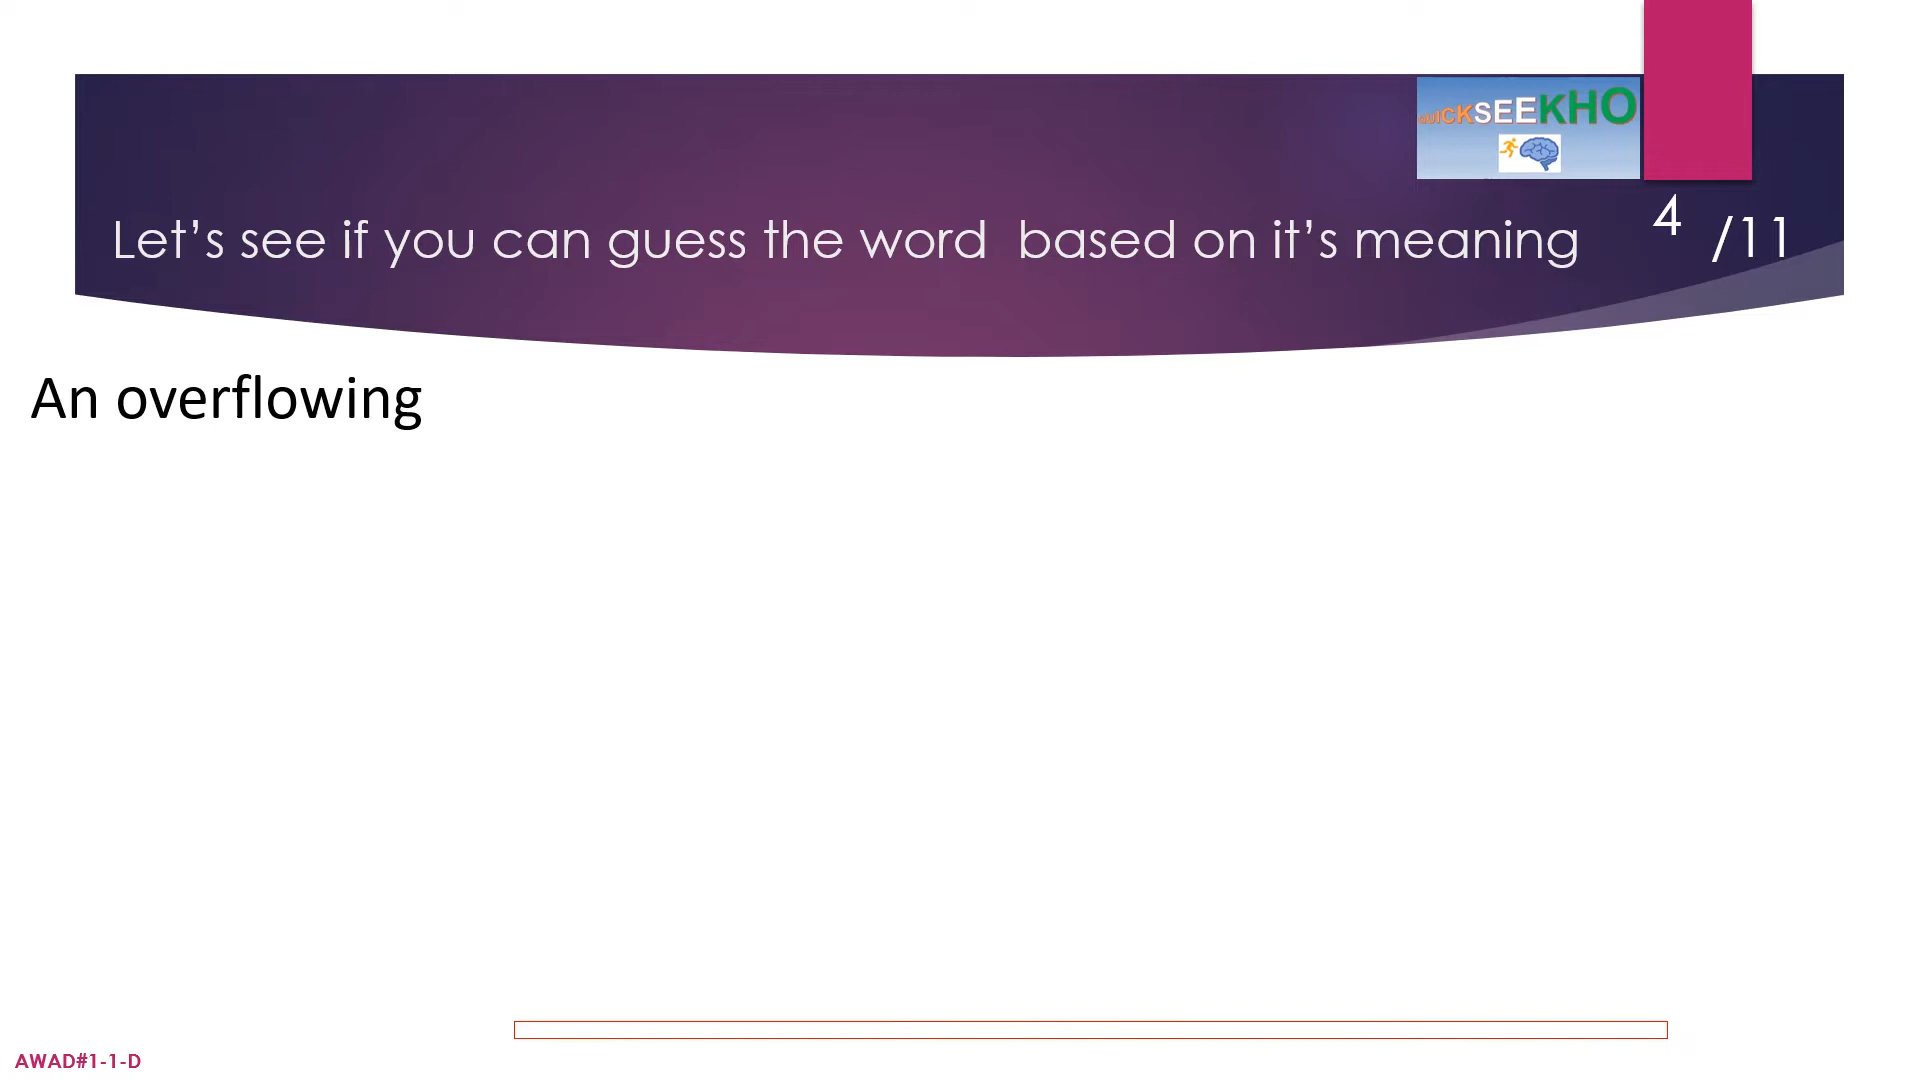 QUICKSEEKHO
Let’s see if you can guess the word  based on it’s meaning
4 /11
An overflowing
AWAD#1-1-D